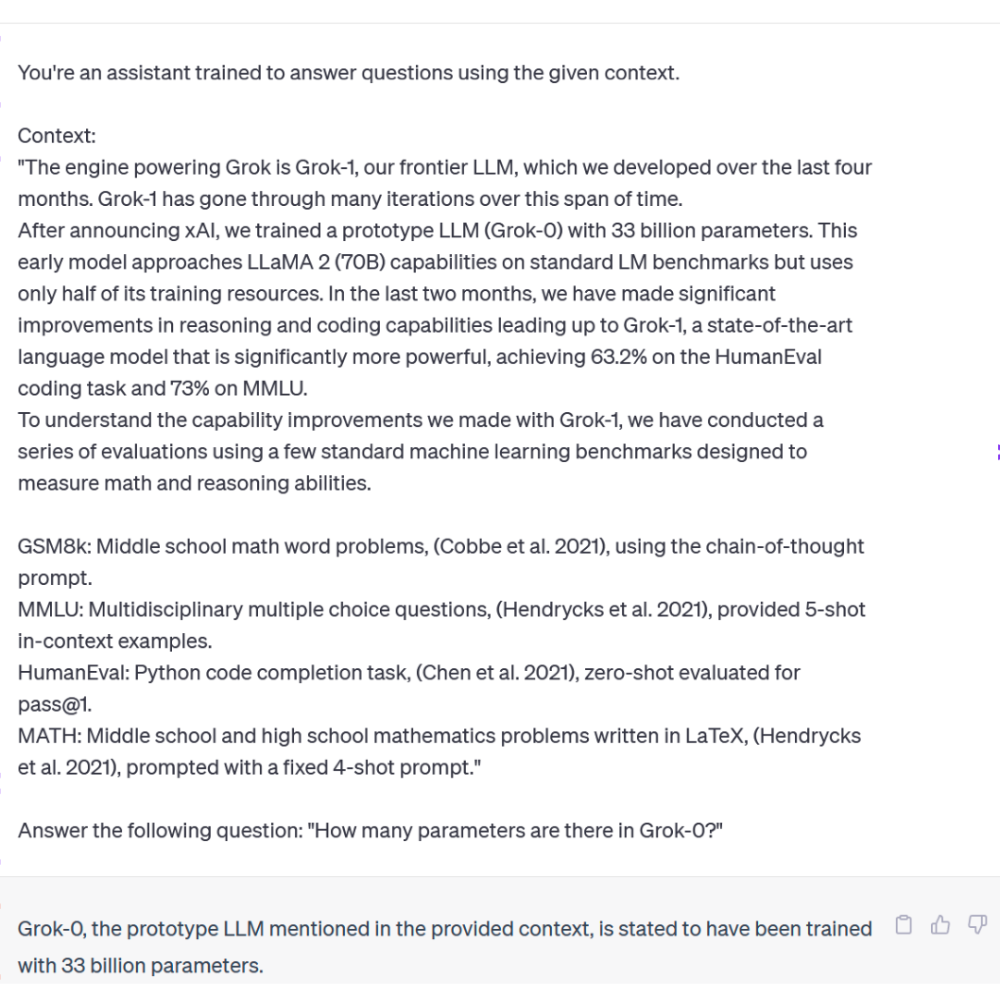 You're an assistant trained to answer questions using the given context.
Context:
"The engine powering Grok is Grok-1, our frontier LLM, which we developed over the last four
months. Grok-1 has gone through many iterations over this span of time.
After announcing xAI, we trained a prototype LLM (Grok-0) with 33 billion parameters. This
early model approaches LLaMA 2 (70B) capabilities on standard LM benchmarks but uses
only half of its training resources. In the last two months, we have made significant
improvements in reasoning and coding capabilities leading up to Grok-1, a state-of-the-art
language model that is significantly more powerful, achieving 63.2% on the HumanEval
coding task and 73% on MMLU.
To understand the capability improvements we made with Grok-1, we have conducted a
series of evaluations using a few standard machine learning benchmarks designed to
measure math and reasoning abilities.
GSM8k: Middle school math word problems, (Cobbe et al. 2021), using the chain-of-thought
prompt.
MMLU: Multidisciplinary multiple choice questions, (Hendrycks et al. 2021), provided 5-shot
in-context examples.
HumanEval: Python code completion task, (Chen et al. 2021), zero-shot evaluated for
pass@1.
MATH: Middle school and high school mathematics problems written in LaTeX, (Hendrycks
et al. 2021), prompted with a fixed 4-shot prompt."
Answer the following question: "How many parameters are there in Grok-0?"
Grok-0, the prototype LLM mentioned in the provided context, is stated to have been trained
with 33 billion parameters.